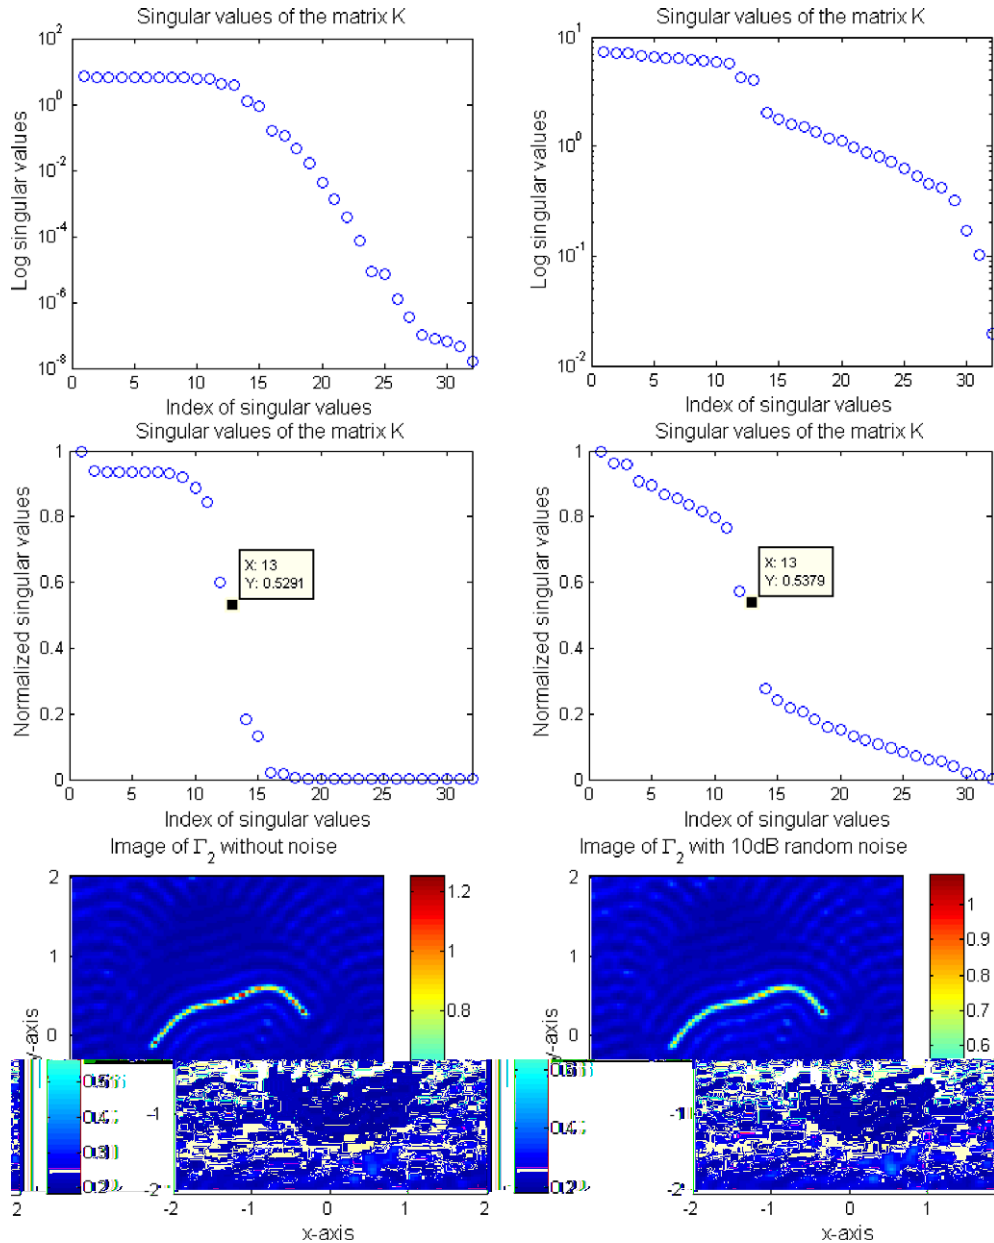 Singular values of the matrix K
10^2
10^0
10^-2
10^-4
10^-6
10^-8
Log singular values
0 5 10 15 20 25 30
Index of singular values
Singular values of the matrix K
10^1
10^0
10^-1
10^-2
Log singular values
0 5 10 15 20 25 30
Index of singular values
Singular values of the matrix K
1
0.8
0.6
0.4
0.2
0
Normalized singular values
X: 13
Y: 0.5291
0 5 10 15 20 25 30
Index of singular values
Singular values of the matrix K
1
0.8
0.6
0.4
0.2
0
Normalized singular values
X: 13
Y: 0.5379
0 5 10 15 20 25 30
Index of singular values
Image of Γ_2 without noise
2
1
0
-1
-2
1.2
1
0.8
-2 -1 0 1 2
x-axis
Image of Γ_2 with 10dB random noise
2
1
0
-1
-2
1
0.9
0.8
0.7
0.6
-2 -1 0 1
x-axis